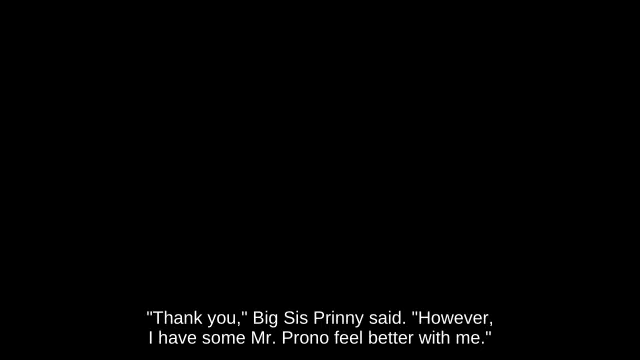 "Thank you," Big Sis Prinny said. "However,
I have some Mr. Prono feel better with me."